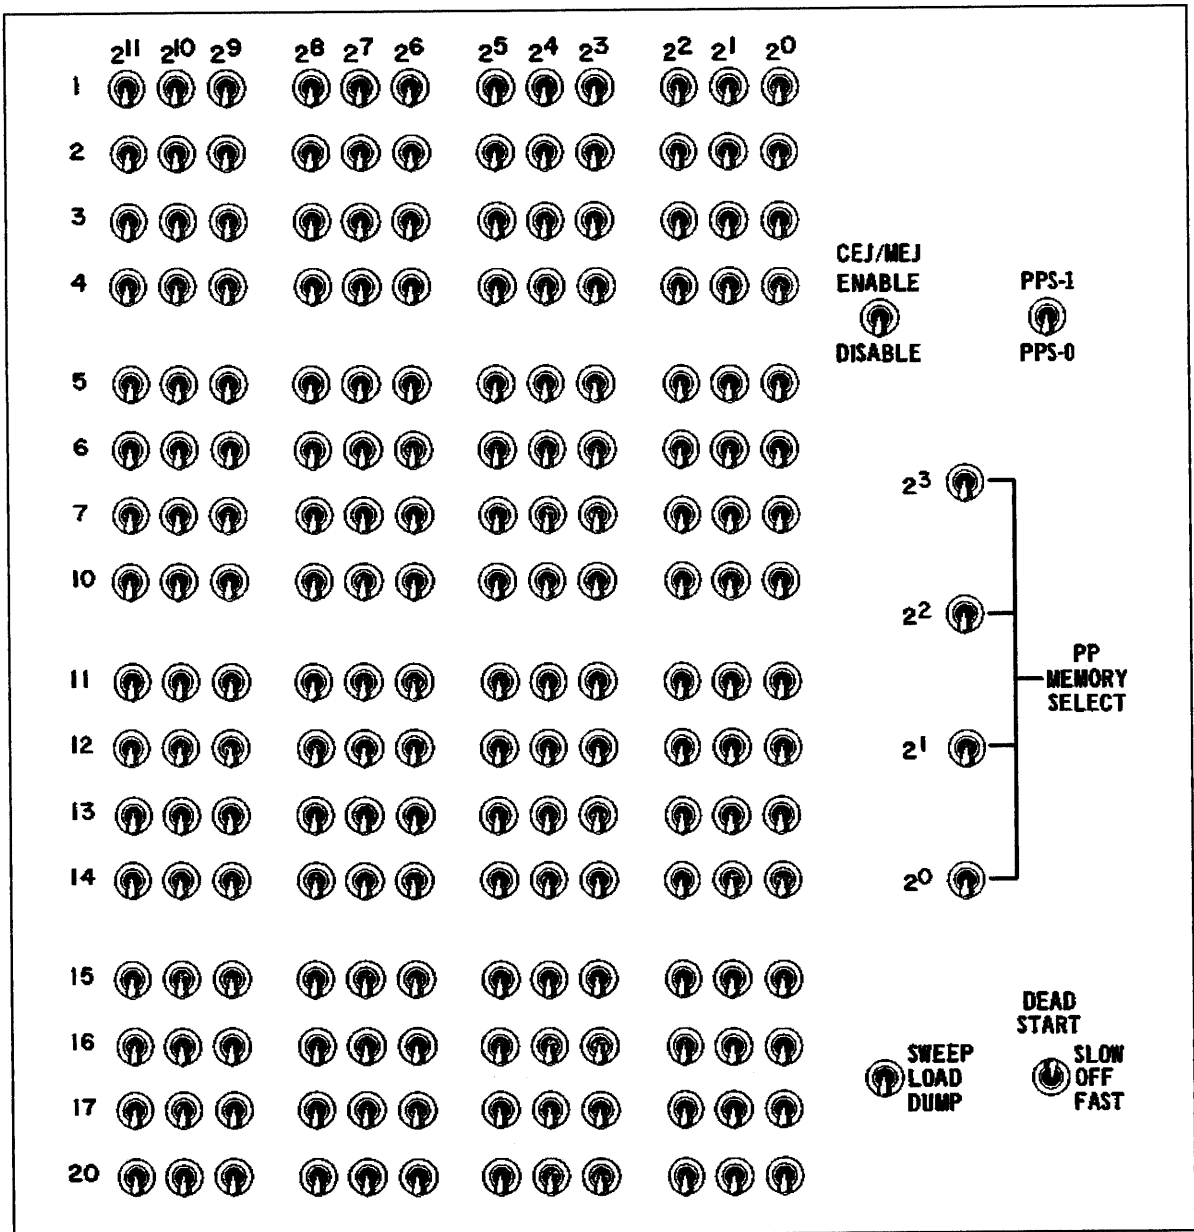 2¹¹ 2¹⁰ 2⁹ 2⁸ 2⁷ 2⁶ 2⁵ 2⁴ 2³ 2² 2¹ 2⁰
1
2
3
4
5
6
7
10
11
12
13
14
15
16
17
20
CEJ/MEJ
ENABLE
DISABLE
PPS-1
PPS-0
2³
2²
2¹
2⁰
PP
MEMORY
SELECT
SWEEP
LOAD
DUMP
DEAD
START
SLOW
OFF
FAST